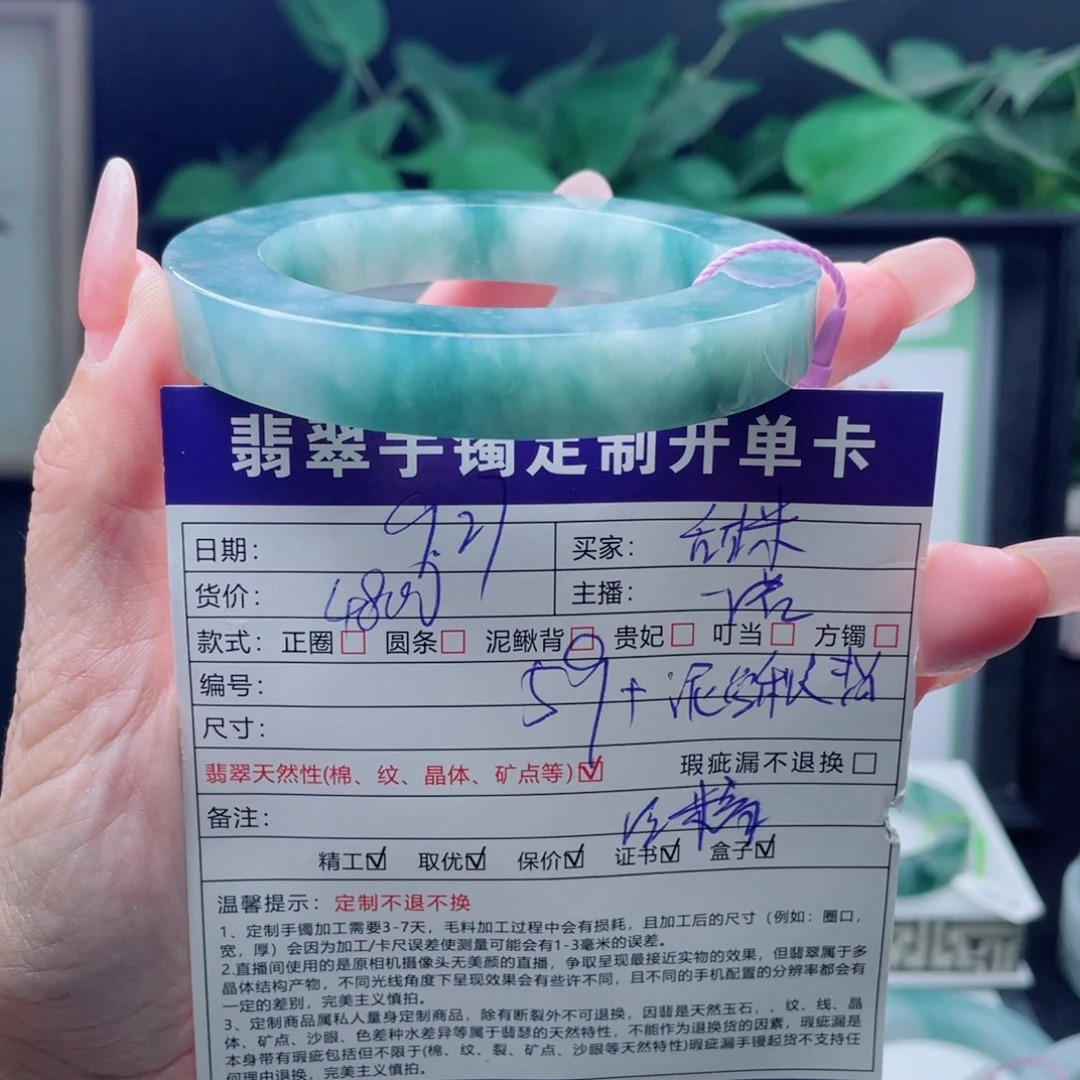 翡翠手镯定制开单卡
日期: 9.27 买家:
货价: 4800 主播:
款式: 正圈□ 圆条□ 泥鳅背□ 贵妃□ 叮当□ 方镯□
编号: 59+泥鳅背
尺寸:
翡翠天然性(棉、纹、晶体、矿点等)☑ 瑕疵漏不退换□
备注:
精工☑ 取优☑ 保价☑ 证书☑ 盒子☑
温馨提示: 定制不退不换
1、定制手镯加工需要3-7天，毛料加工过程中会有损耗，且加工后的尺寸（例如：圈口，
宽，厚）会因为加工/卡尺误差使测量可能会有1-3毫米的误差。
2.直播间使用的是原相机摄像头无美颜的直播，争取呈现最接近实物的效果，但翡翠属于多
晶体结构产物，不同光线角度下呈现效果会有些许不同，且不同的手机配置的分辨率都会有
一定的差别，完美主义慎拍。
3、定制商品属私人量身定制商品，除有断裂外不可退换，因翡是天然玉石，、纹、线、晶
体、矿点、沙眼、色差种水差异等属于翡瑟的天然特性，不能作为退换货的因素，瑕疵漏是
本身带有瑕疵包括但不限于(棉、纹、裂、矿点、沙眼等天然特性)瑕疵漏手镘起货不支持任
何理由退换，完美主义慎拍。